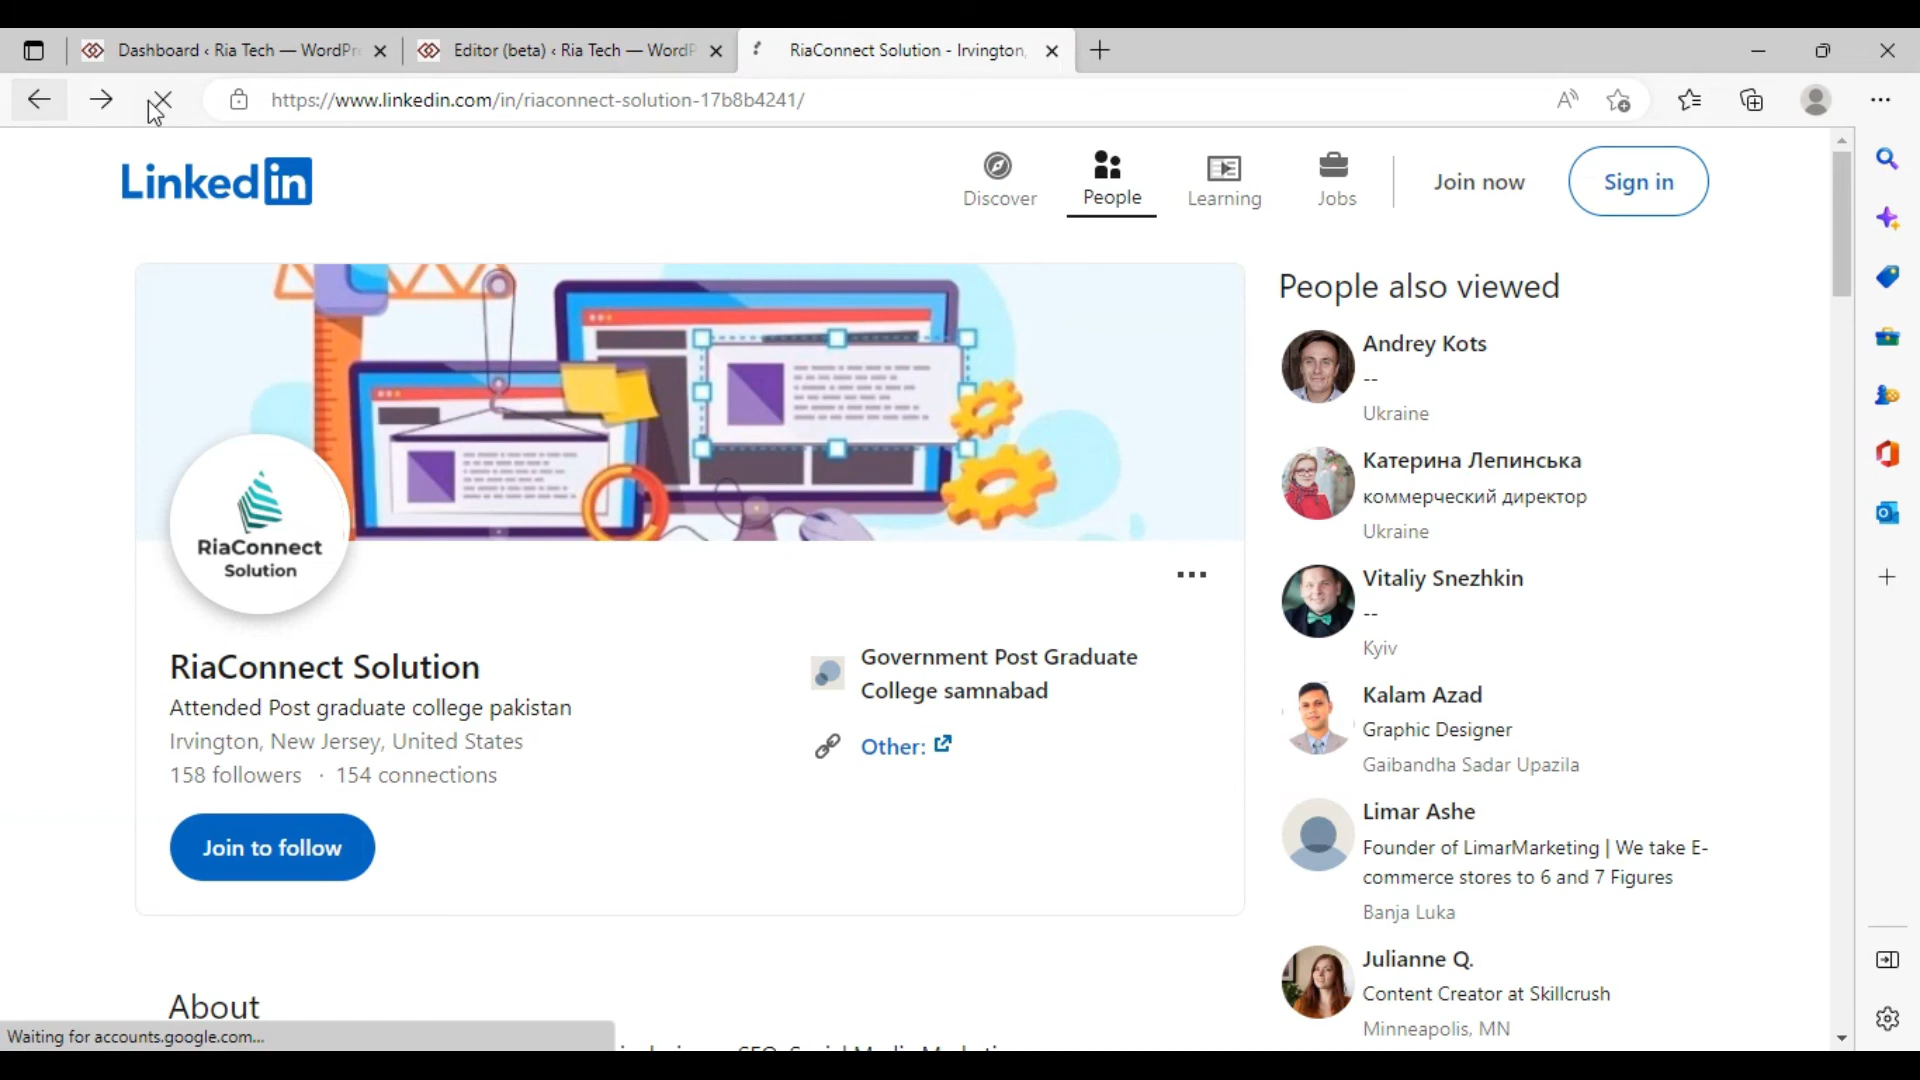 Dashboard ‹ Ria Tech — WordPr
Editor (beta) ‹ Ria Tech — WordP
RiaConnect Solution - Irvington,
https://www.linkedin.com/in/riaconnect-solution-17b8b4241/
Linkedin
Discover
People
Learning
Jobs
Join now
Sign in
RiaConnect
Solution
RiaConnect Solution
Attended Post graduate college pakistan
Irvington, New Jersey, United States
158 followers · 154 connections
Join to follow
Government Post Graduate
College samnabad
Other:
About
Waiting for accounts.google.com...
People also viewed
Andrey Kots
--
Ukraine
Катерина Лепинська
коммерческий директор
Ukraine
Vitaliy Snezhkin
--
Kyiv
Kalam Azad
Graphic Designer
Gaibandha Sadar Upazila
Limar Ashe
Founder of LimarMarketing | We take E-
commerce stores to 6 and 7 Figures
Banja Luka
Julianne Q.
Content Creator at Skillcrush
Minneapolis, MN